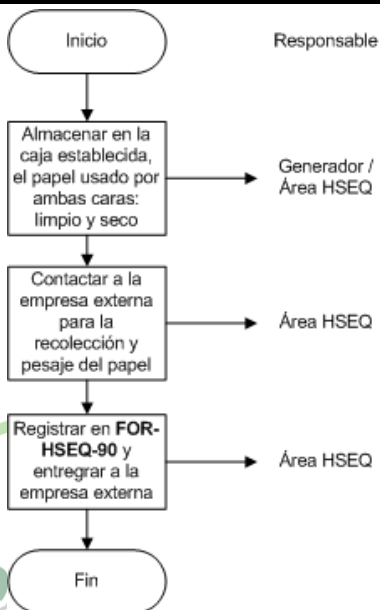 Inicio
Responsable
Almacenar en la
caja establecida,
el papel usado por
ambas caras:
limpio y seco
Generador /
Área HSEQ
Contactar a la
empresa externa
para la
recolección y
pesaje del papel
Área HSEQ
Registrar en FOR-
HSEQ-90 y
entregrar a la
empresa externa
Área HSEQ
Fin